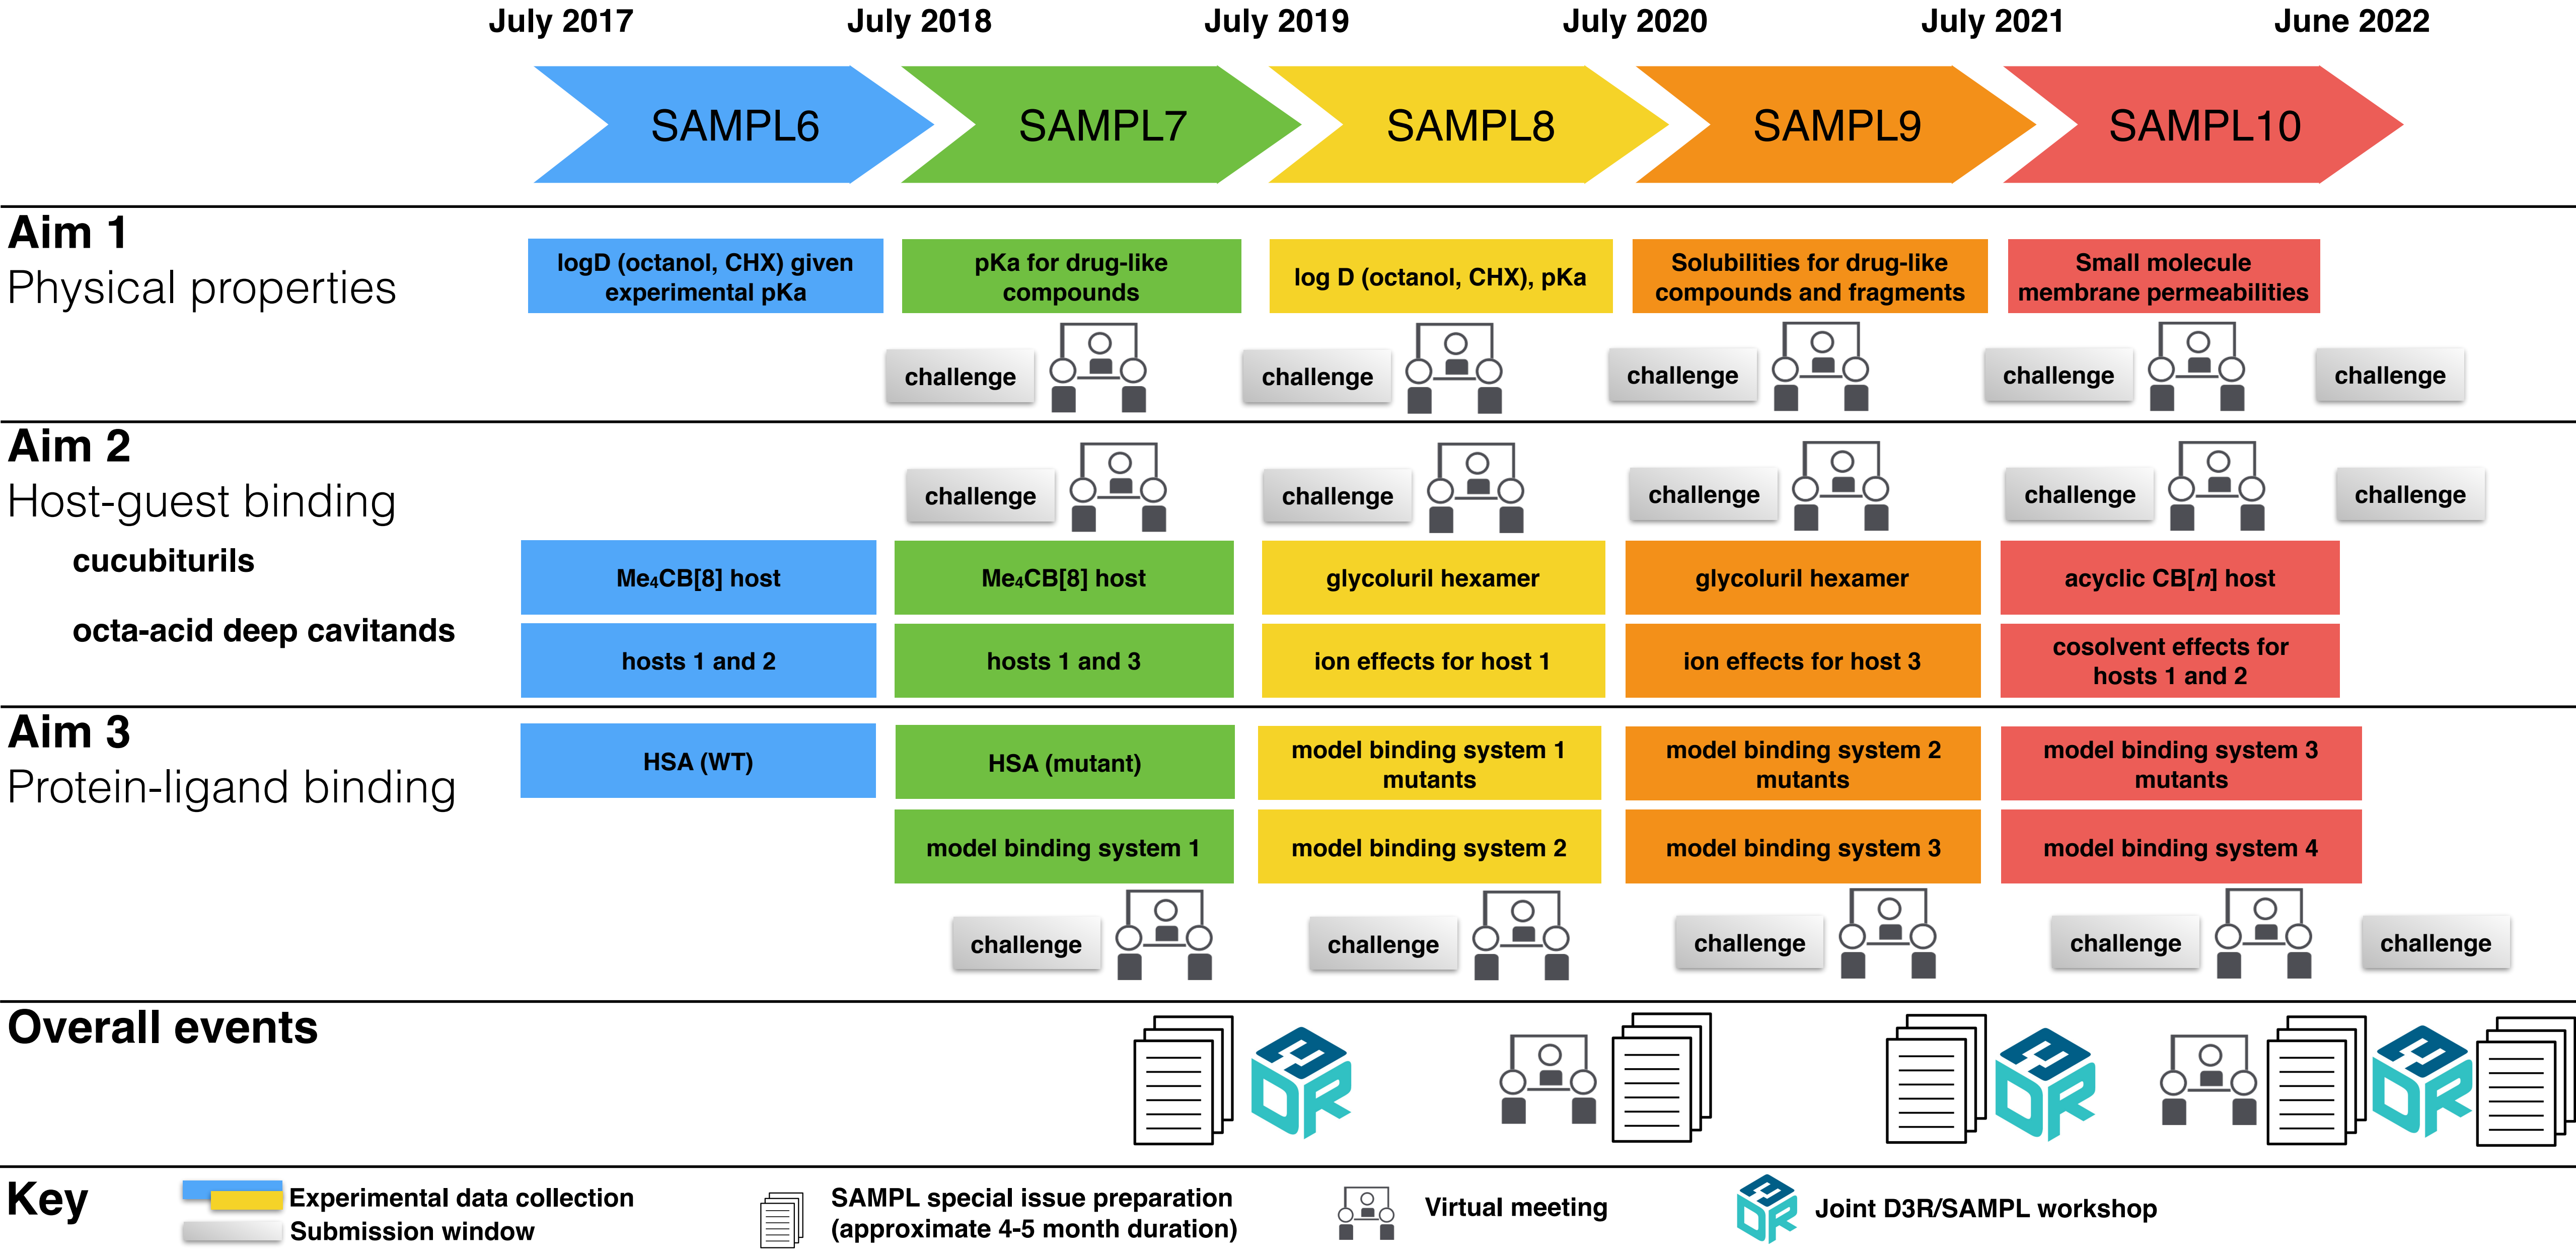 July 2017
July 2018
July 2019
July 2020
July 2021
June 2022
SAMPL6
SAMPL7
SAMPL8
SAMPL9
SAMPL10
Aim 1
Physical properties
logD (octanol, CHX) given
experimental pKa
pKa for drug-like
compounds
log D (octanol, CHX), pKa
Solubilities for drug-like
compounds and fragments
Small molecule
membrane permeabilities
challenge
challenge
challenge
challenge
challenge
Aim 2
Host-guest binding
challenge
challenge
challenge
challenge
challenge
cucubiturils
Me₄CB[8] host
Me₄CB[8] host
glycoluril hexamer
glycoluril hexamer
acyclic CB[n] host
octa-acid deep cavitands
hosts 1 and 2
hosts 1 and 3
ion effects for host 1
ion effects for host 3
cosolvent effects for
hosts 1 and 2
Aim 3
Protein-ligand binding
HSA (WT)
HSA (mutant)
model binding system 1
mutants
model binding system 2
mutants
model binding system 3
mutants
model binding system 1
model binding system 2
model binding system 3
model binding system 4
challenge
challenge
challenge
challenge
challenge
Overall events
D3R
D3R
D3R
Key
Experimental data collection
Submission window
SAMPL special issue preparation
(approximate 4-5 month duration)
Virtual meeting
D3R
Joint D3R/SAMPL workshop